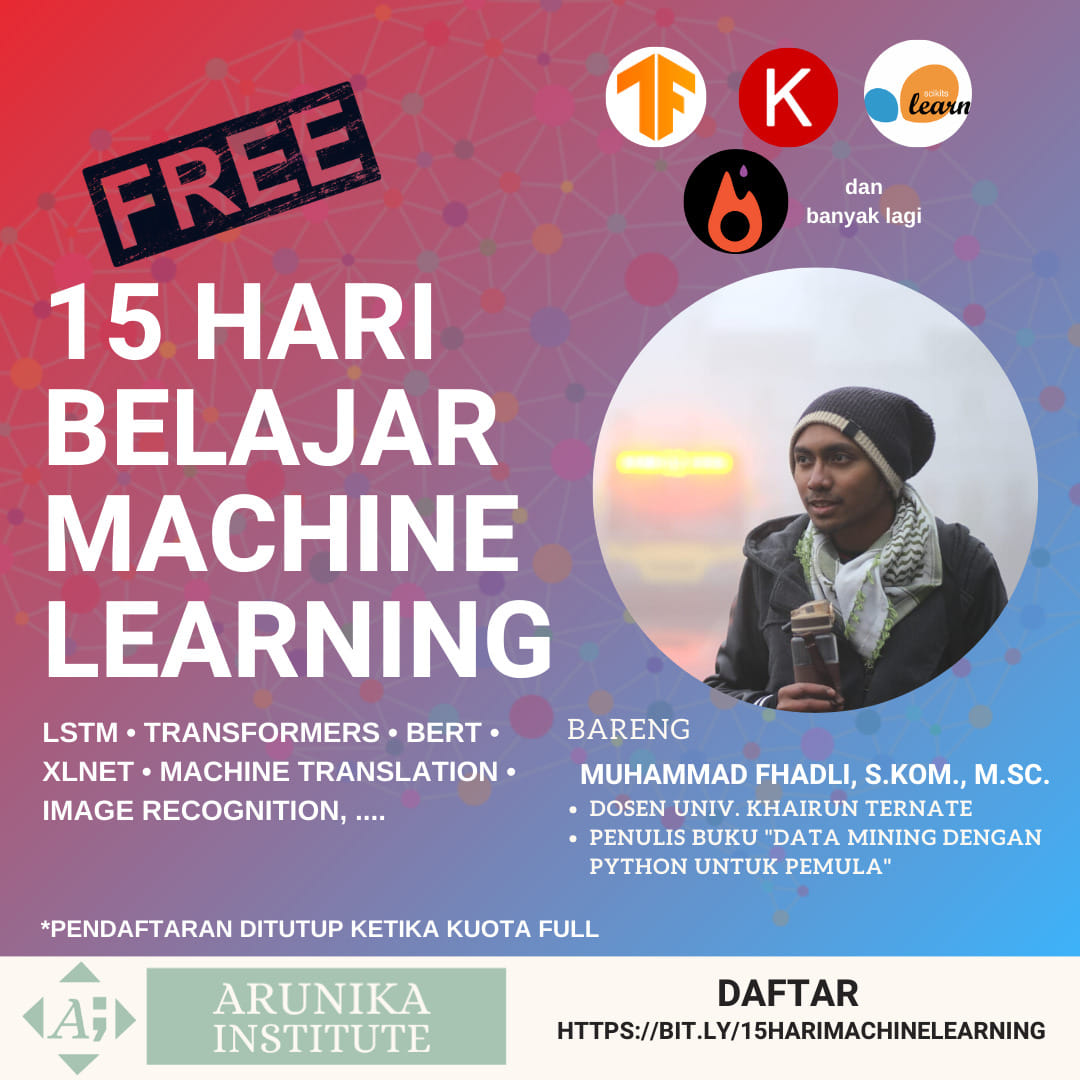 FREE
K
scikits
learn
dan
banyak lagi
15 HARI
BELAJAR
MACHINE
LEARNING
LSTM • TRANSFORMERS • BERT •
XLNET • MACHINE TRANSLATION •
IMAGE RECOGNITION, ....
BARENG
MUHAMMAD FHADLI, S.KOM., M.SC.
• DOSEN UNIV. KHAIRUN TERNATE
• PENULIS BUKU "DATA MINING DENGAN
PYTHON UNTUK PEMULA"
*PENDAFTARAN DITUTUP KETIKA KUOTA FULL
A;
ARUNIKA
INSTITUTE
DAFTAR
HTTPS://BIT.LY/15HARIMACHINELEARNING